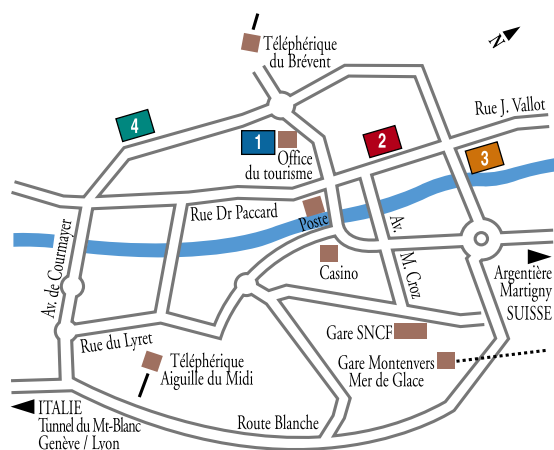 Téléphérique
du Brévent
N
Rue J. Vallot
4
1
2
3
Office
du tourisme
Rue Dr Paccard
Poste
Av.
M. Croz
Av. de Courmayer
Casino
Argentière
Martigny
SUISSE
Gare SNCF
Rue du Lyret
Téléphérique
Aiguille du Midi
Gare Montenvers
Mer de Glace
ITALIE
Tunnel du Mt-Blanc
Genève / Lyon
Route Blanche